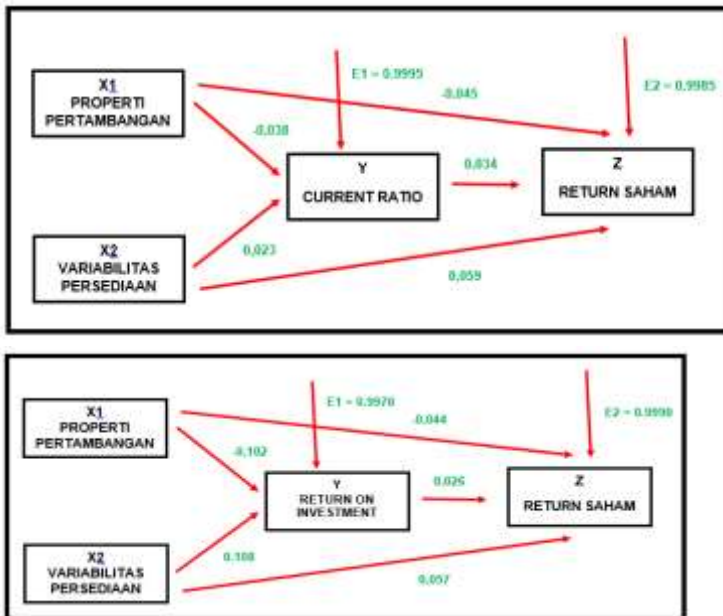 X1
PROPERTI
PERTAMBANGAN
E1 = 0.9995
-0.045
E2 = 0.9985
-0,038
Y
CURRENT RATIO
0,034
Z
RETURN SAHAM
X2
VARIABILITAS
PERSEDIAAN
0,023
0,059
X1
PROPERTI
PERTAMBANGAN
E1 = 0.9970
-0.044
E2 = 0.9990
-0,102
Y
RETURN ON
INVESTMENT
0,026
Z
RETURN SAHAM
X2
VARIABILITAS
PERSEDIAAN
0,108
0,057